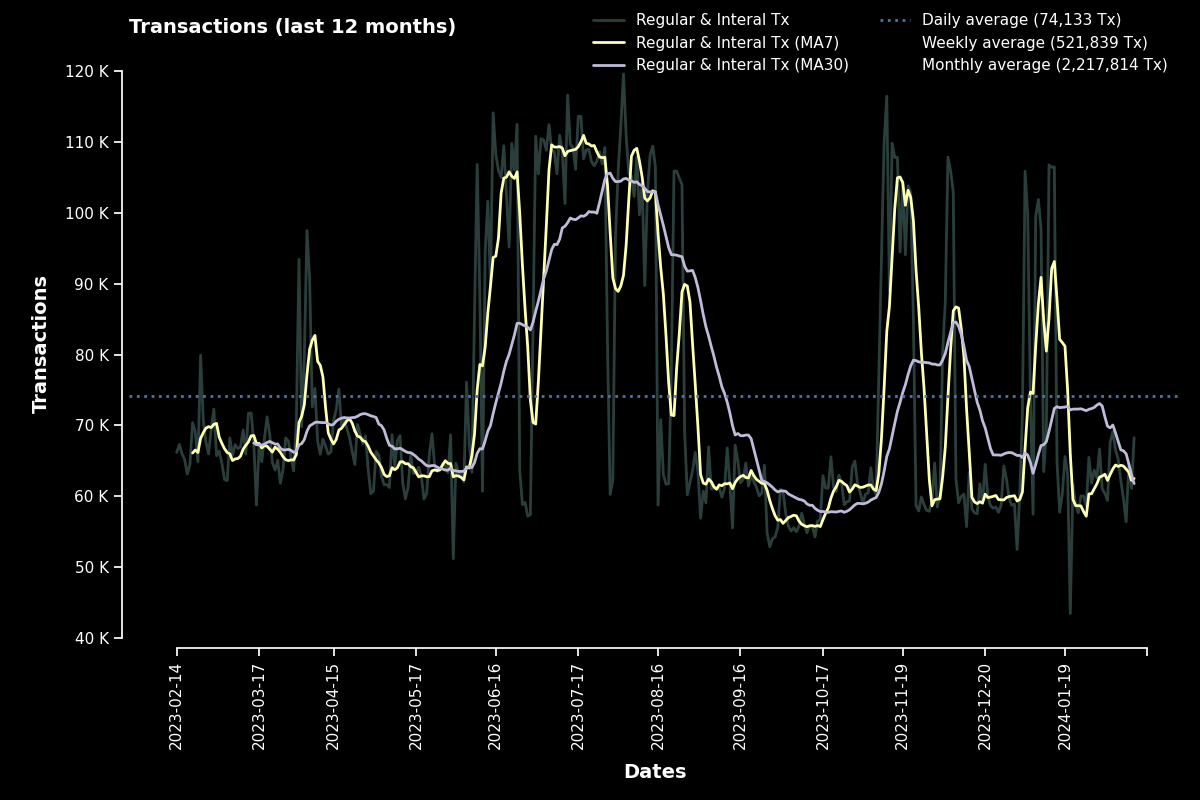 Transactions (last 12 months)
Regular & Interal Tx
Regular & Interal Tx (MA7)
Regular & Interal Tx (MA30)
Daily average (74,133 Tx)
Weekly average (521,839 Tx)
Monthly average (2,217,814 Tx)
Transactions
120 K
110 K
100 K
90 K
80 K
70 K
60 K
50 K
40 K
2023-02-14
2023-03-17
2023-04-15
2023-05-17
2023-06-16
2023-07-17
2023-08-16
2023-09-16
2023-10-17
2023-11-19
2023-12-20
2024-01-19
Dates